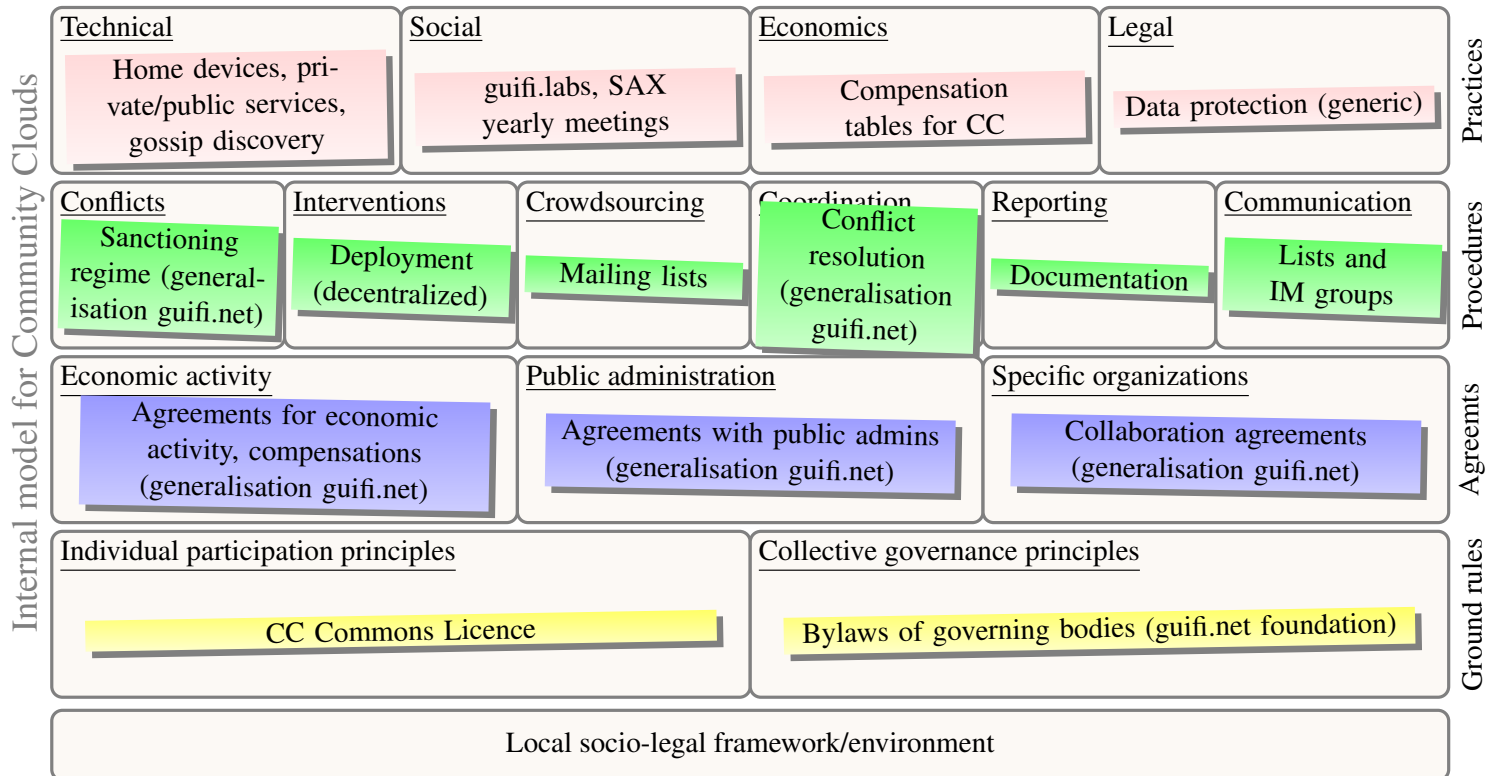 Internal model for Community Clouds
Technical
Home devices, pri-
vate/public services,
gossip discovery
Social
guifi.labs, SAX
yearly meetings
Economics
Compensation
tables for CC
Legal
Data protection (generic)
Practices
Conflicts
Sanctioning
regime (general-
isation guifi.net)
Interventions
Deployment
(decentralized)
Crowdsourcing
Mailing lists
Coordination
Conflict
resolution
(generalisation
guifi.net)
Reporting
Documentation
Communication
Lists and
IM groups
Procedures
Economic activity
Agreements for economic
activity, compensations
(generalisation guifi.net)
Public administration
Agreements with public admins
(generalisation guifi.net)
Specific organizations
Collaboration agreements
(generalisation guifi.net)
Agreemts
Individual participation principles
CC Commons Licence
Collective governance principles
Bylaws of governing bodies (guifi.net foundation)
Ground rules
Local socio-legal framework/environment